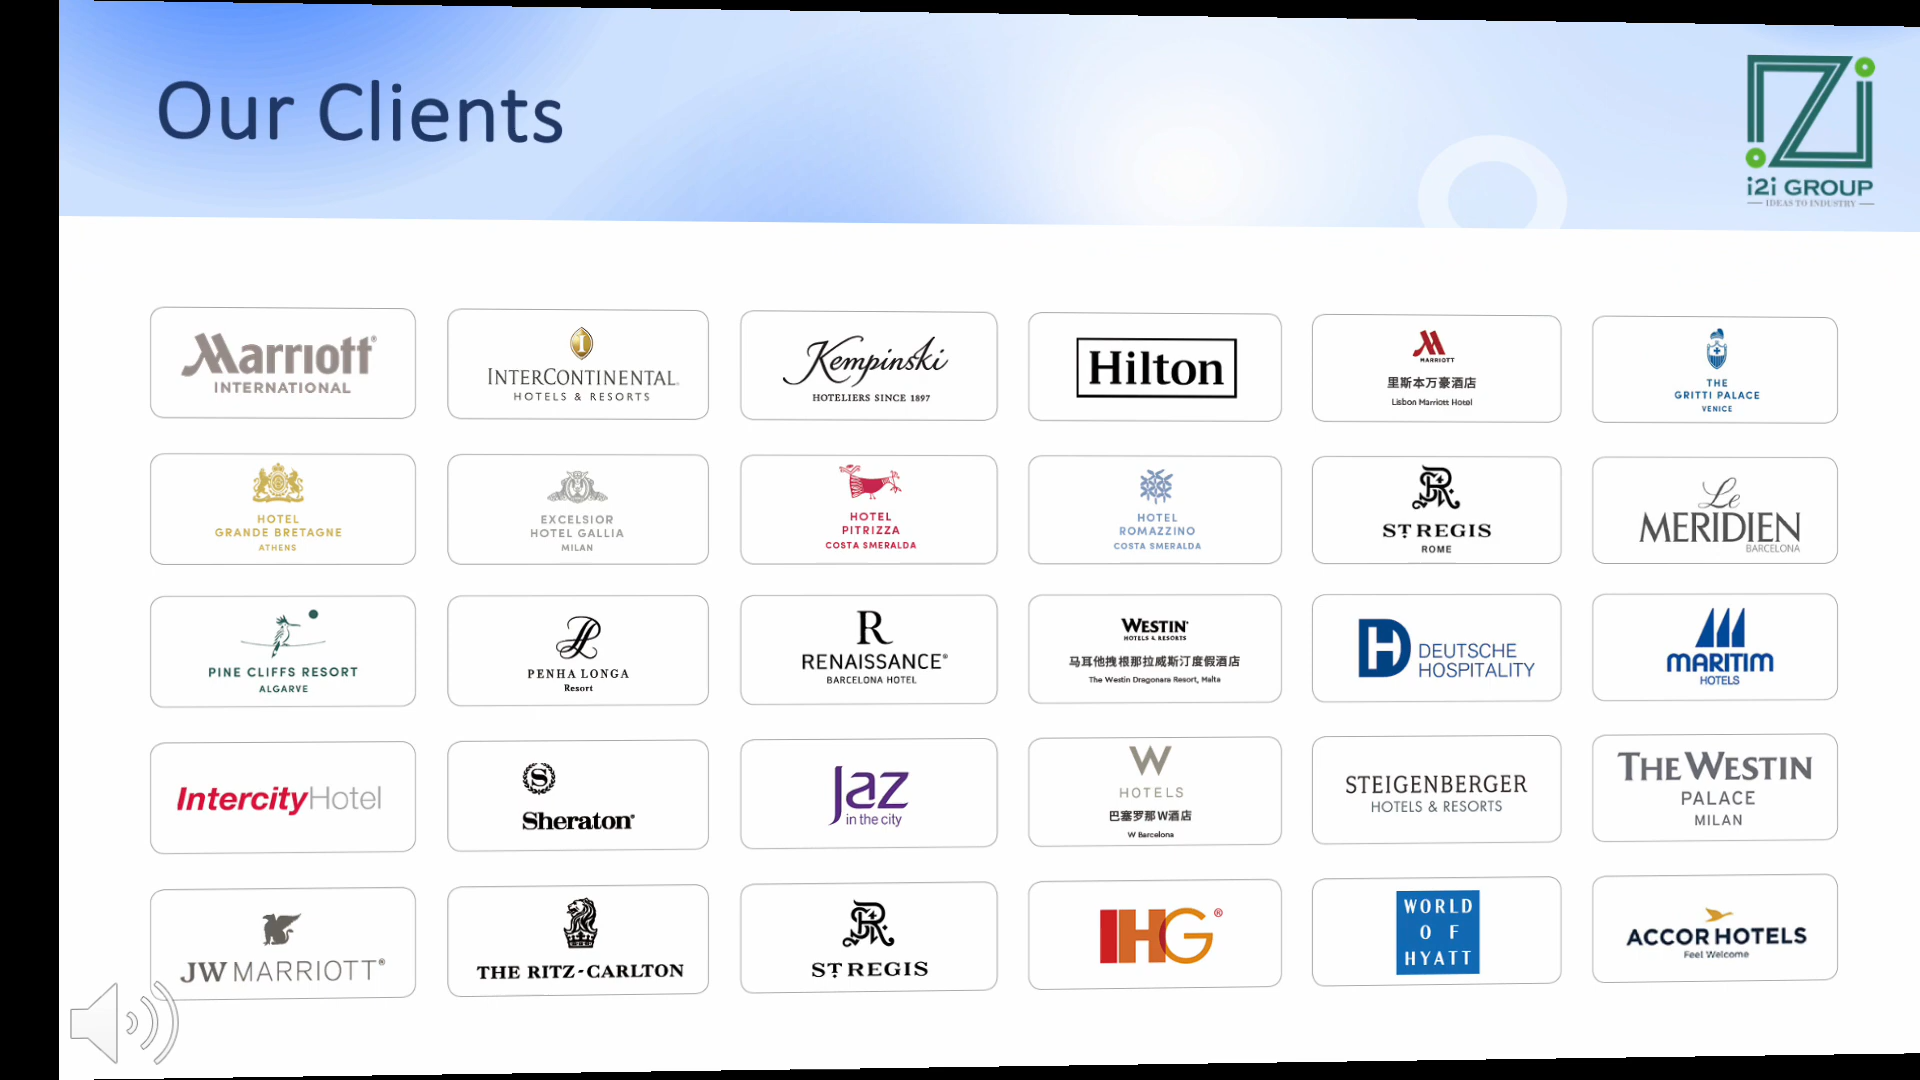 Our Clients
i2i GROUP
IDEAS TO INDUSTRY
Marriott®
INTERNATIONAL
INTERCONTINENTAL®
HOTELS & RESORTS
Kempinski
HOTELIERS SINCE 1897
Hilton
MARRIOTT
里斯本万豪酒店
Lisbon Marriott Hotel
THE
GRITTI PALACE
VENICE
HOTEL
GRANDE BRETAGNE
ATHENS
EXCELSIOR
HOTEL GALLIA
MILAN
HOTEL
PITRIZZA
COSTA SMERALDA
HOTEL
ROMAZZINO
COSTA SMERALDA
ST REGIS
ROME
Le
MERIDIEN
BARCELONA
PINE CLIFFS RESORT
ALGARVE
PENHA LONGA
Resort
R
RENAISSANCE®
BARCELONA HOTEL
WESTIN®
HOTELS & RESORTS
马耳他拽根那拉威斯汀度假酒店
The Westin Dragonara Resort, Malta
H DEUTSCHE
HOSPITALITY
MARITIM
HOTELS
IntercityHotel
S
Sheraton®
Jaz
in the city
W
HOTELS
巴塞罗那W酒店
W Barcelona
STEIGENBERGER
HOTELS & RESORTS
THE WESTIN
PALACE
MILAN
JW MARRIOTT®
THE RITZ-CARLTON
ST REGIS
IHG®
WORLD
OF
HYATT
ACCOR HOTELS
Feel Welcome